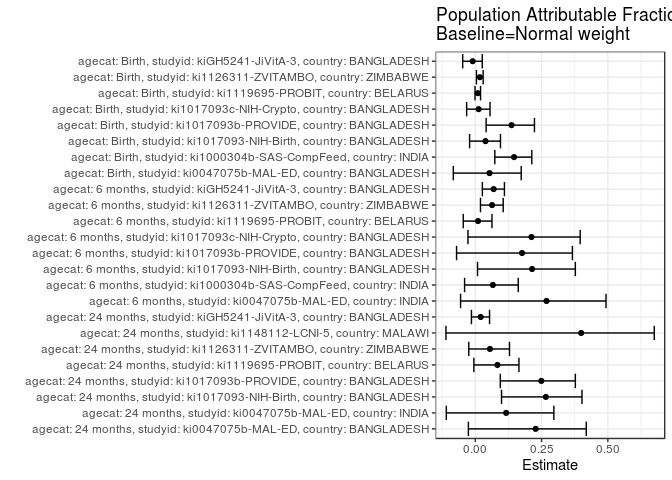 Population Attributable Fractio
Baseline=Normal weight
agecat: Birth, studyid: kiGH5241-JiVitA-3, country: BANGLADESH
agecat: Birth, studyid: ki1126311-ZVITAMBO, country: ZIMBABWE
agecat: Birth, studyid: ki1119695-PROBIT, country: BELARUS
agecat: Birth, studyid: ki1017093c-NIH-Crypto, country: BANGLADESH
agecat: Birth, studyid: ki1017093b-PROVIDE, country: BANGLADESH
agecat: Birth, studyid: ki1017093-NIH-Birth, country: BANGLADESH
agecat: Birth, studyid: ki1000304b-SAS-CompFeed, country: INDIA
agecat: Birth, studyid: ki0047075b-MAL-ED, country: BANGLADESH
agecat: 6 months, studyid: kiGH5241-JiVitA-3, country: BANGLADESH
agecat: 6 months, studyid: ki1126311-ZVITAMBO, country: ZIMBABWE
agecat: 6 months, studyid: ki1119695-PROBIT, country: BELARUS
agecat: 6 months, studyid: ki1017093c-NIH-Crypto, country: BANGLADESH
agecat: 6 months, studyid: ki1017093b-PROVIDE, country: BANGLADESH
agecat: 6 months, studyid: ki1017093-NIH-Birth, country: BANGLADESH
agecat: 6 months, studyid: ki1000304b-SAS-CompFeed, country: INDIA
agecat: 6 months, studyid: ki0047075b-MAL-ED, country: INDIA
agecat: 24 months, studyid: kiGH5241-JiVitA-3, country: BANGLADESH
agecat: 24 months, studyid: ki1148112-LCNI-5, country: MALAWI
agecat: 24 months, studyid: ki1126311-ZVITAMBO, country: ZIMBABWE
agecat: 24 months, studyid: ki1119695-PROBIT, country: BELARUS
agecat: 24 months, studyid: ki1017093b-PROVIDE, country: BANGLADESH
agecat: 24 months, studyid: ki1017093-NIH-Birth, country: BANGLADESH
agecat: 24 months, studyid: ki0047075b-MAL-ED, country: INDIA
agecat: 24 months, studyid: ki0047075b-MAL-ED, country: BANGLADESH
0.00 0.25 0.50
Estimate